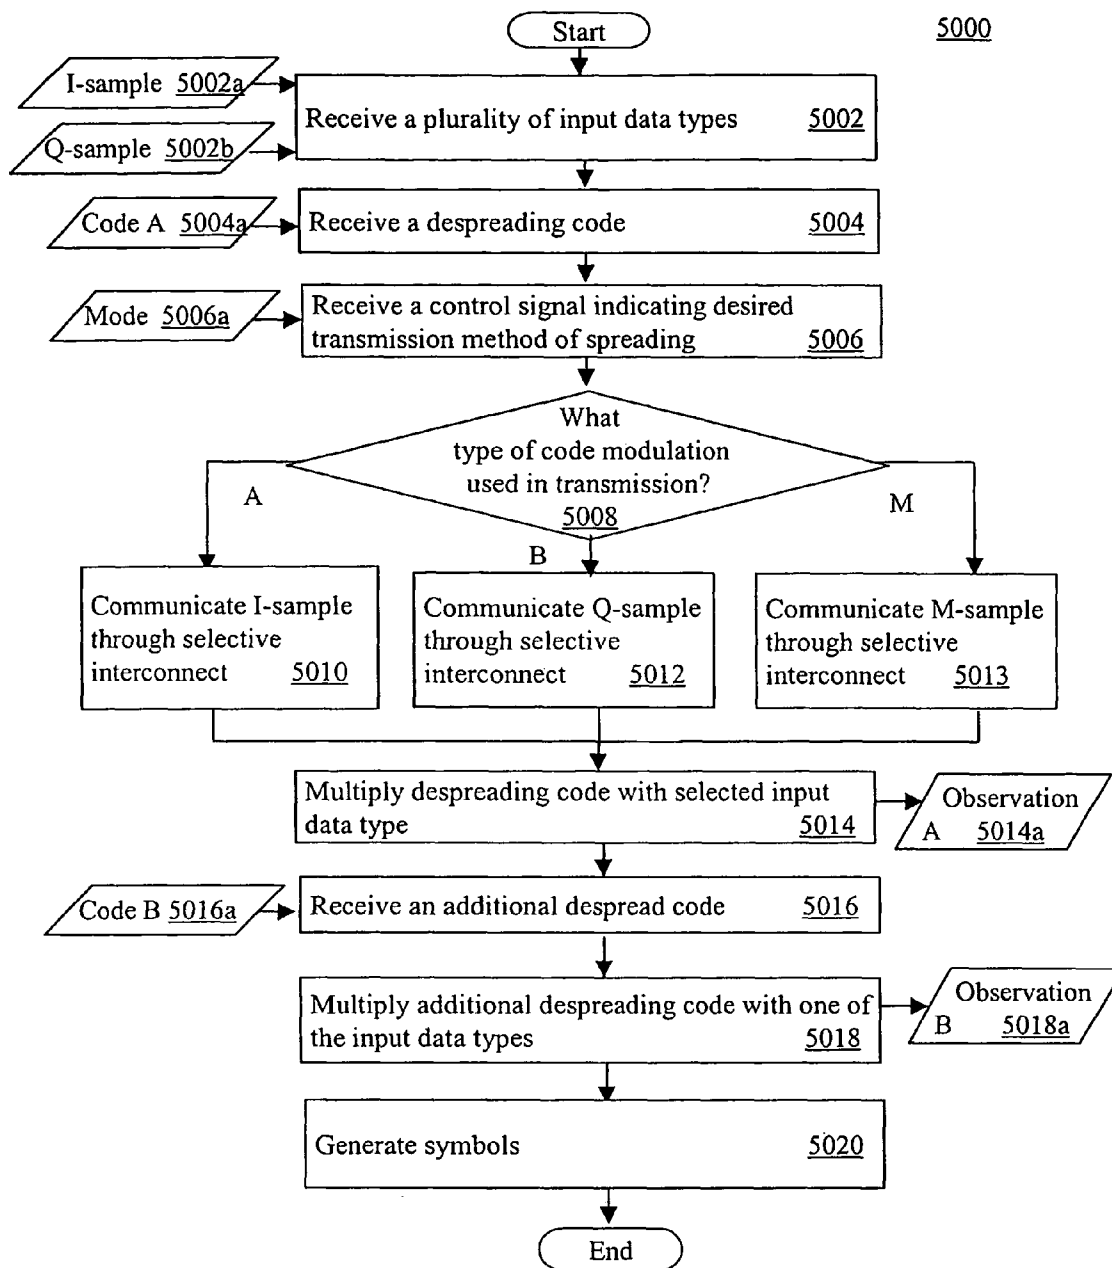 Start
5000
I-sample 5002a
Receive a plurality of input data types 5002
Q-sample 5002b
Code A 5004a
Receive a despreading code 5004
Mode 5006a
Receive a control signal indicating desired
transmission method of spreading 5006
What
type of code modulation
used in transmission?
5008
A
B
M
Communicate I-sample
through selective
interconnect 5010
Communicate Q-sample
through selective
interconnect 5012
Communicate M-sample
through selective
interconnect 5013
Multiply despreading code with selected input
data type 5014
Observation
A 5014a
Code B 5016a
Receive an additional despread code 5016
Multiply additional despreading code with one of
the input data types 5018
Observation
B 5018a
Generate symbols 5020
End